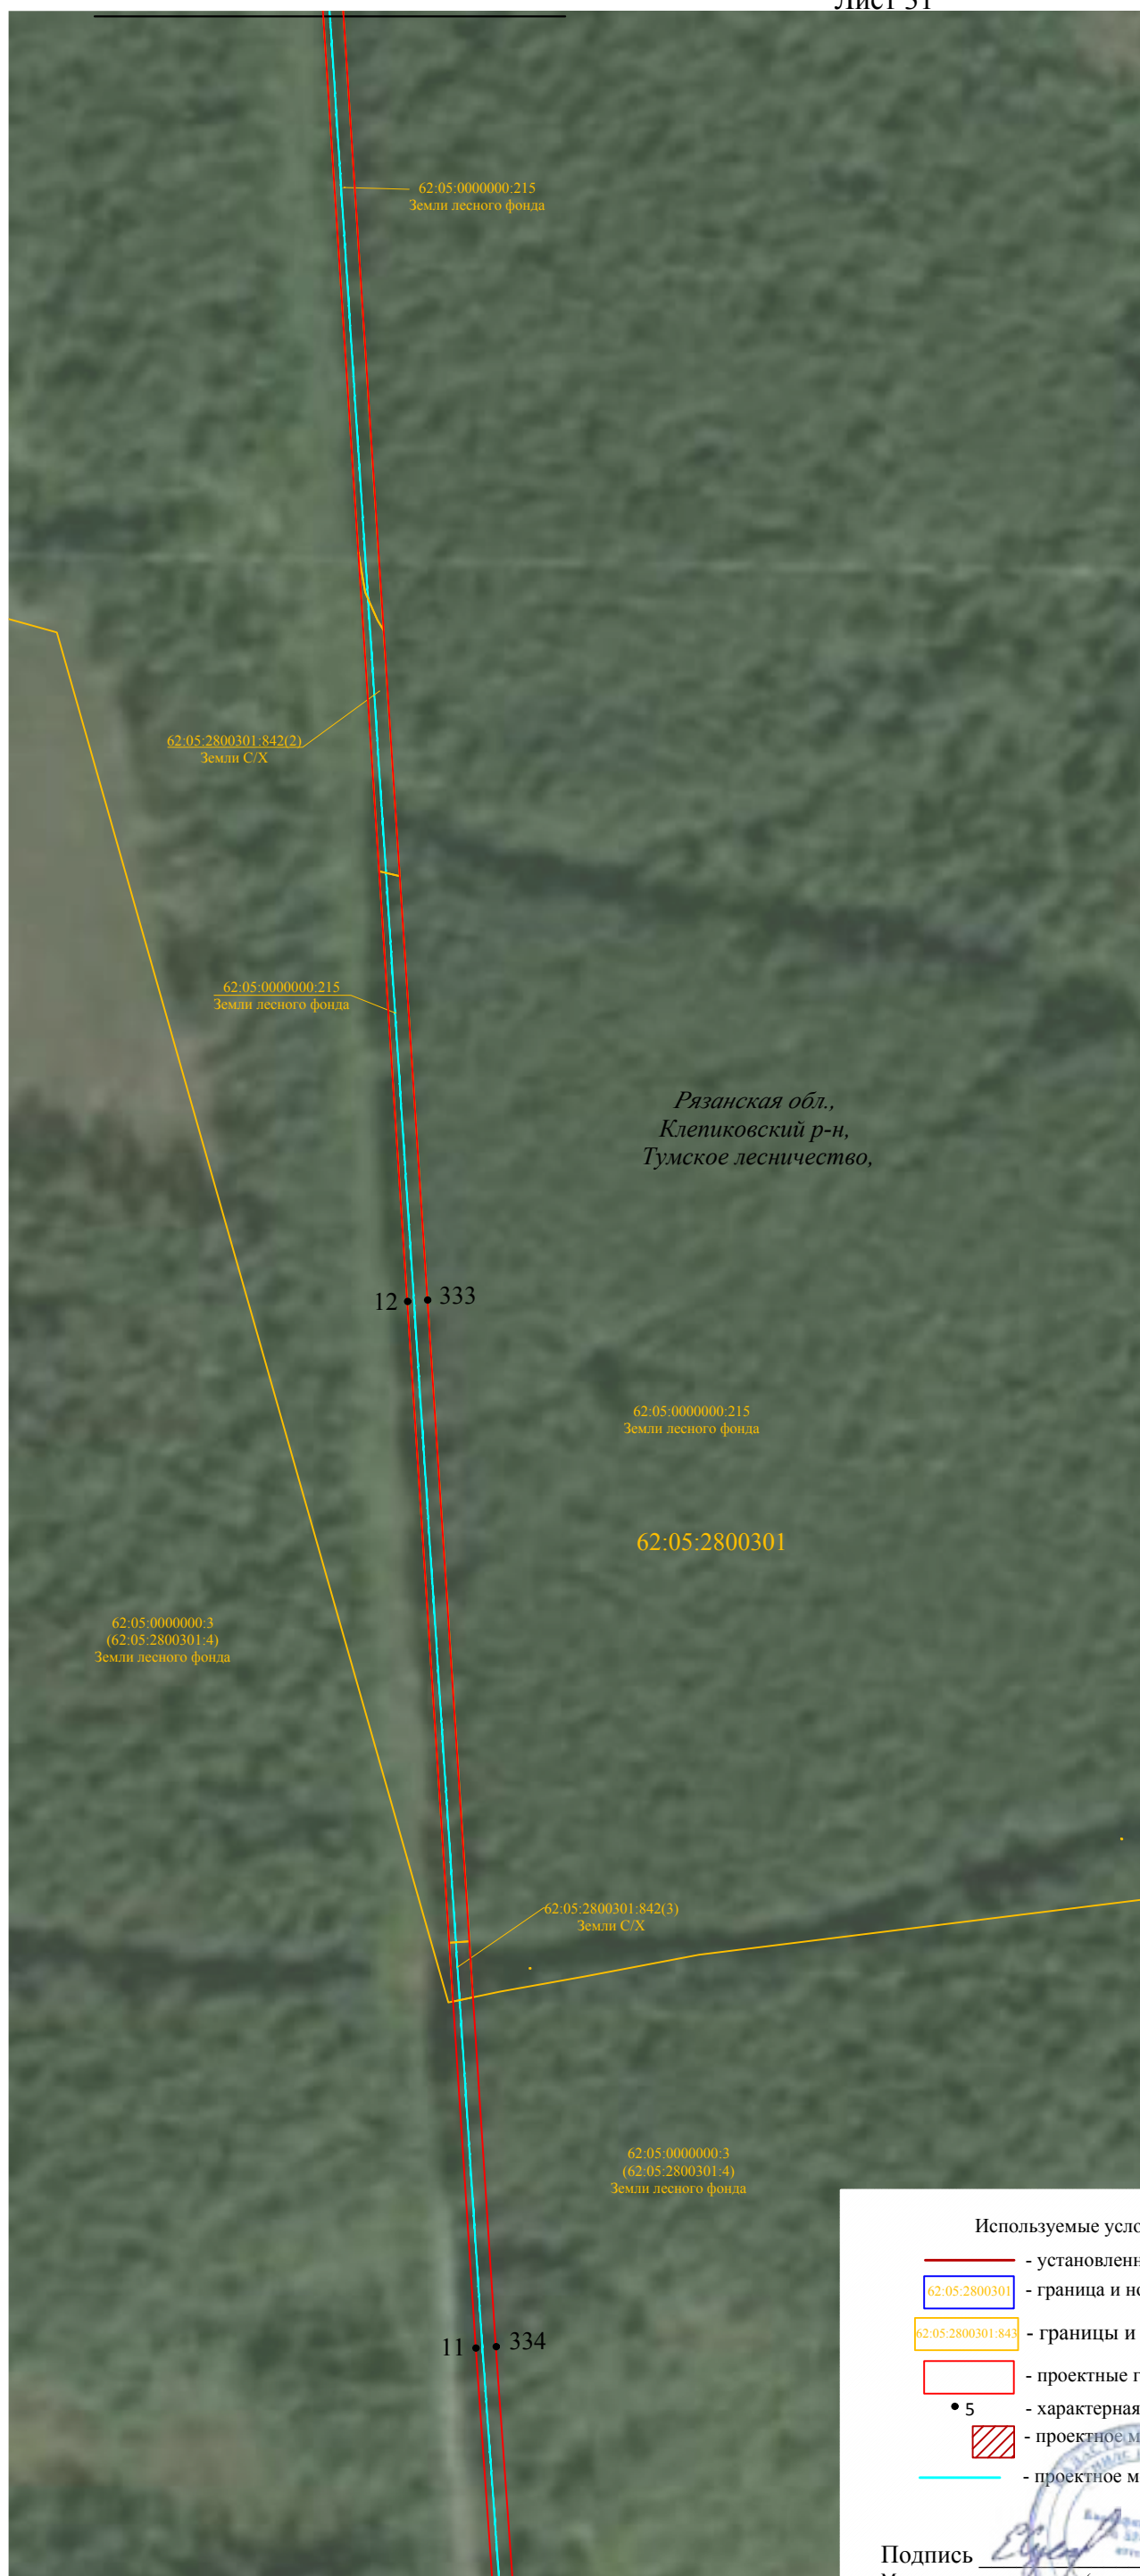 Лист 31
62:05:0000000:215
Земли лесного фонда
62:05:2800301:842(2)
Земли С/Х
62:05:0000000:215
Земли лесного фонда
Рязанская обл.,
Клепиковский р-н,
Тумское лесничество,
12
333
62:05:0000000:215
Земли лесного фонда
62:05:2800301
62:05:0000000:3
(62:05:2800301:4)
Земли лесного фонда
62:05:2800301:842(3)
Земли С/Х
62:05:0000000:3
(62:05:2800301:4)
Земли лесного фонда
11
334
Используемые усло
- установленн
62:05:2800301 - граница и но
62:05:2800301:843 - границы и
- проектные г
5 - характерная
- проектное м
- проектное м
Подпись